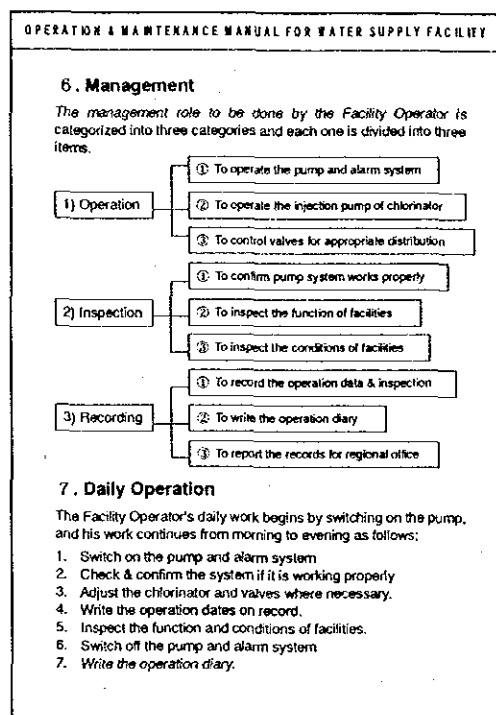 OPERATION & MAINTENANCE MANUAL FOR WATER SUPPLY FACILITY
6. Management
The management role to be done by the Facility Operator is
categorized into three categories and each one is divided into three
items.
1) Operation
① To operate the pump and alarm system
② To operate the injection pump of chlorinator
③ To control valves for appropriate distribution
2) Inspection
① To confirm pump system works properly
② To inspect the function of facilities
③ To inspect the conditions of facilities
3) Recording
① To record the operation data & inspection
② To write the operation diary
③ To report the records for regional office
7. Daily Operation
The Facility Operator's daily work begins by switching on the pump,
and his work continues from morning to evening as follows;
1. Switch on the pump and alarm system
2. Check & confirm the system if it is working properly
3. Adjust the chlorinator and valves where necessary.
4. Write the operation dates on record.
5. Inspect the function and conditions of facilities.
6. Switch off the pump and alarm system
7. Write the operation diary.